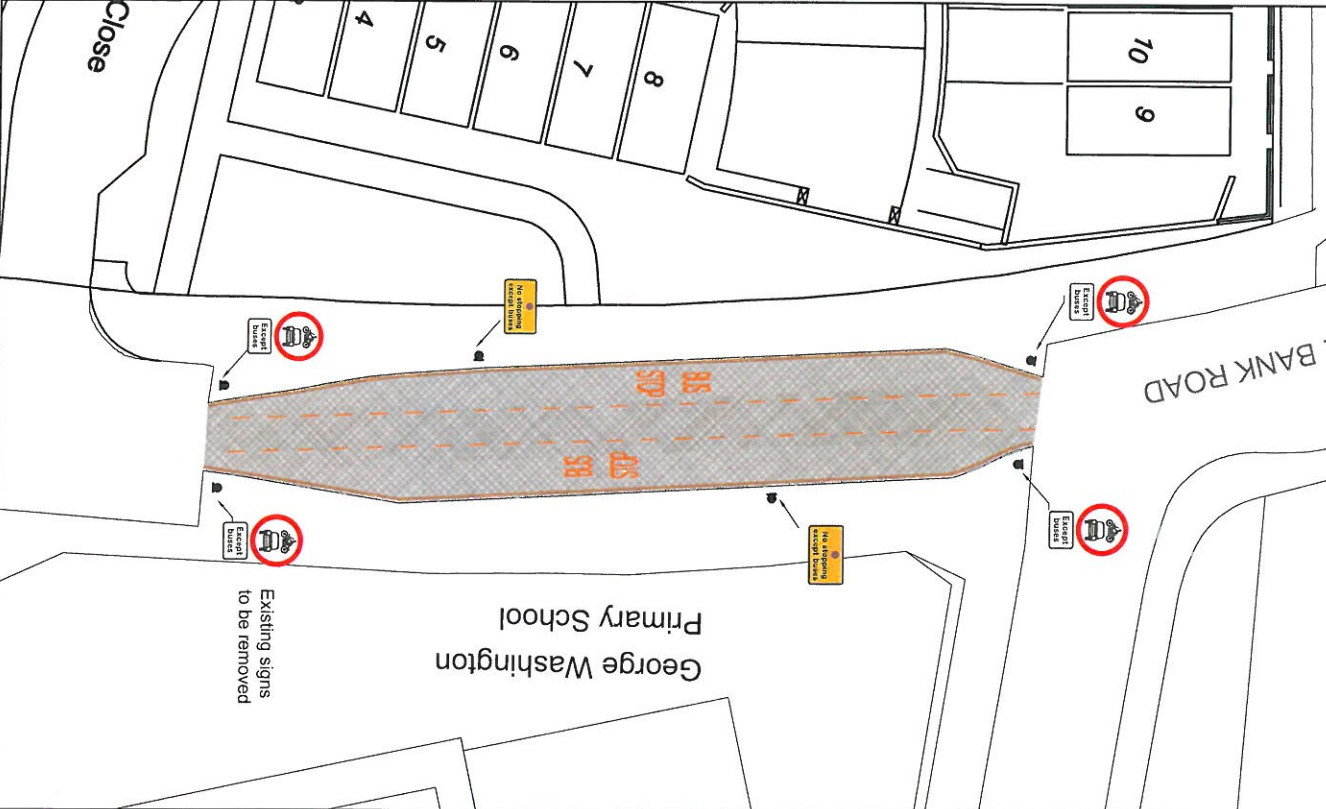 Close
4
5
6
7
8
10
9
BANK ROAD
No stopping
except buses
Except
buses
Except
buses
BUS
STOP
BUS
STOP
Except
buses
Except
buses
No stopping
except buses
Existing signs
to be removed
George Washington
Primary School